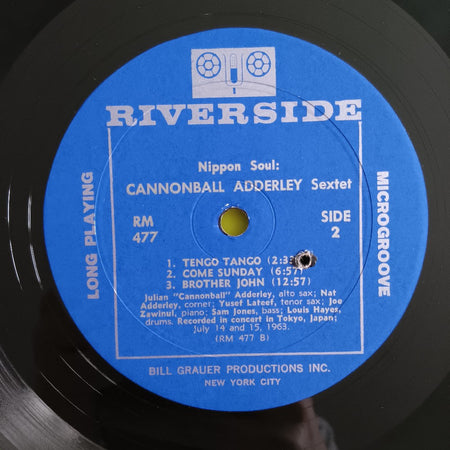 RIVERSIDE
Nippon Soul:
CANNONBALL ADDERLEY Sextet
LONG PLAYING
MICROGROOVE
RM
477
SIDE
2
1. TENGO TANGO (2:33
2. COME SUNDAY (6:57)
3. BROTHER JOHN (12:57)
Julian "Cannonball" Adderley, alto sax; Nat
Adderley, cornet; Yusef Lateef, tenor sax; Joe
Zawinul, piano; Sam Jones, bass; Louis Hayes,
drums. Recorded in concert in Tokyo, Japan;
July 14 and 15, 1963.
(RM 477 B)
BILL GRAUER PRODUCTIONS INC.
NEW YORK CITY